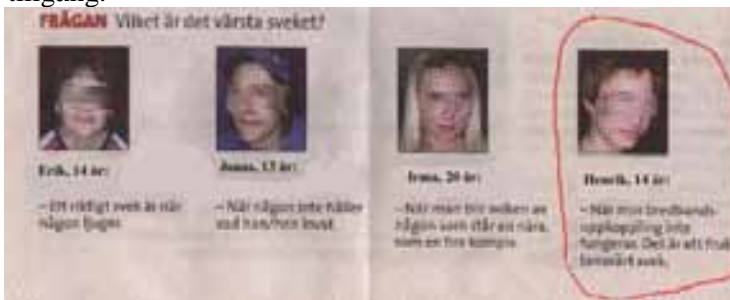 FRÅGAN Vilket är det värsta sveket?
Erik, 14 år:
Jonas, 13 år:
Irma, 20 år:
Henrik, 14 år:
– Ett riktigt svek är när
någon ljuger.
– När någon inte håller
vad han/hon lovat.
– När man blir sviken av
någon som står en nära,
som en bra kompis.
– När min bredbands-
uppkoppling inte
fungerar. Det är ett fruk
tansvärt svek.